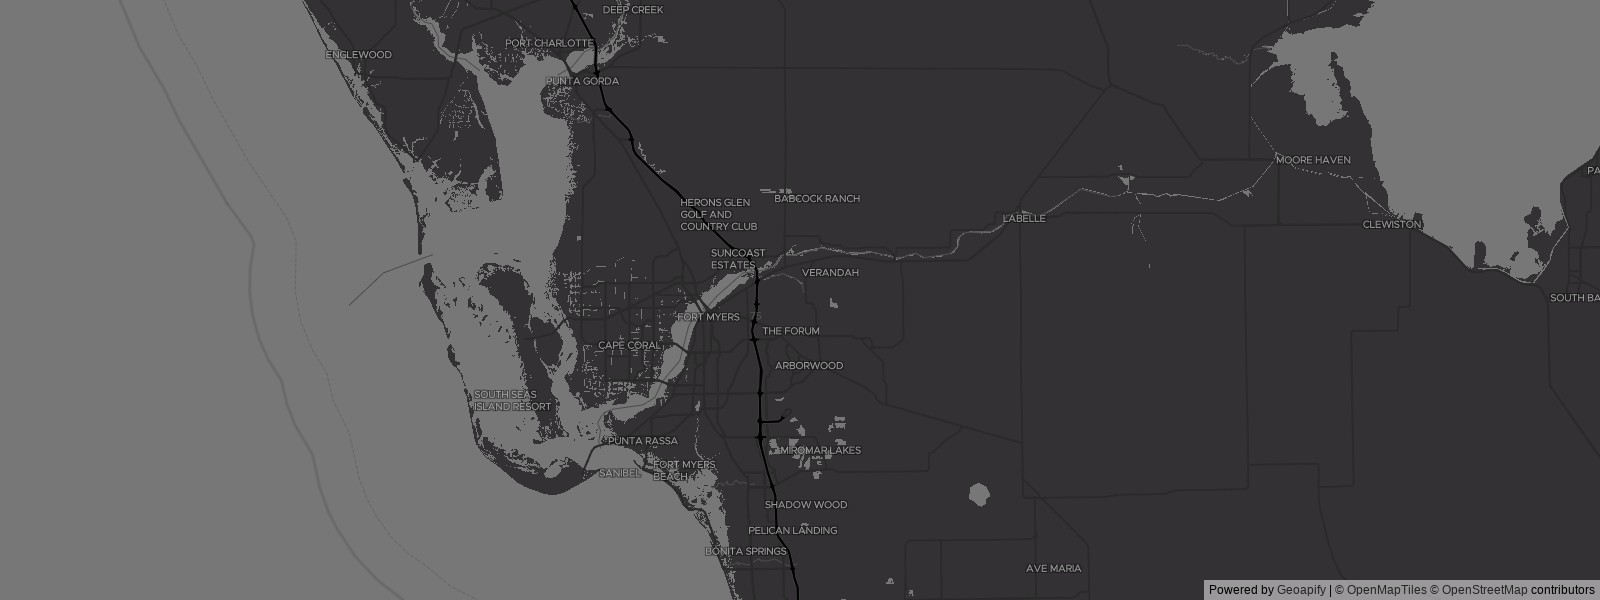 DEEP CREEK
PORT CHARLOTTE
ENGLEWOOD
PUNTA GORDA
MOORE HAVEN
PA
HERONS GLEN
GOLF AND
COUNTRY CLUB
BABCOCK RANCH
LABELLE
CLEWISTON
SUNCOAST
ESTATES
VERANDAH
SOUTH BA
FORT MYERS
75
THE FORUM
CAPE CORAL
ARBORWOOD
SOUTH SEAS
ISLAND RESORT
PUNTA RASSA
MIROMAR LAKES
FORT MYERS
BEACH
SANIBEL
SHADOW WOOD
PELICAN LANDING
BONITA SPRINGS
AVE MARIA
Powered by Geoapify | © OpenMapTiles © OpenStreetMap contributors